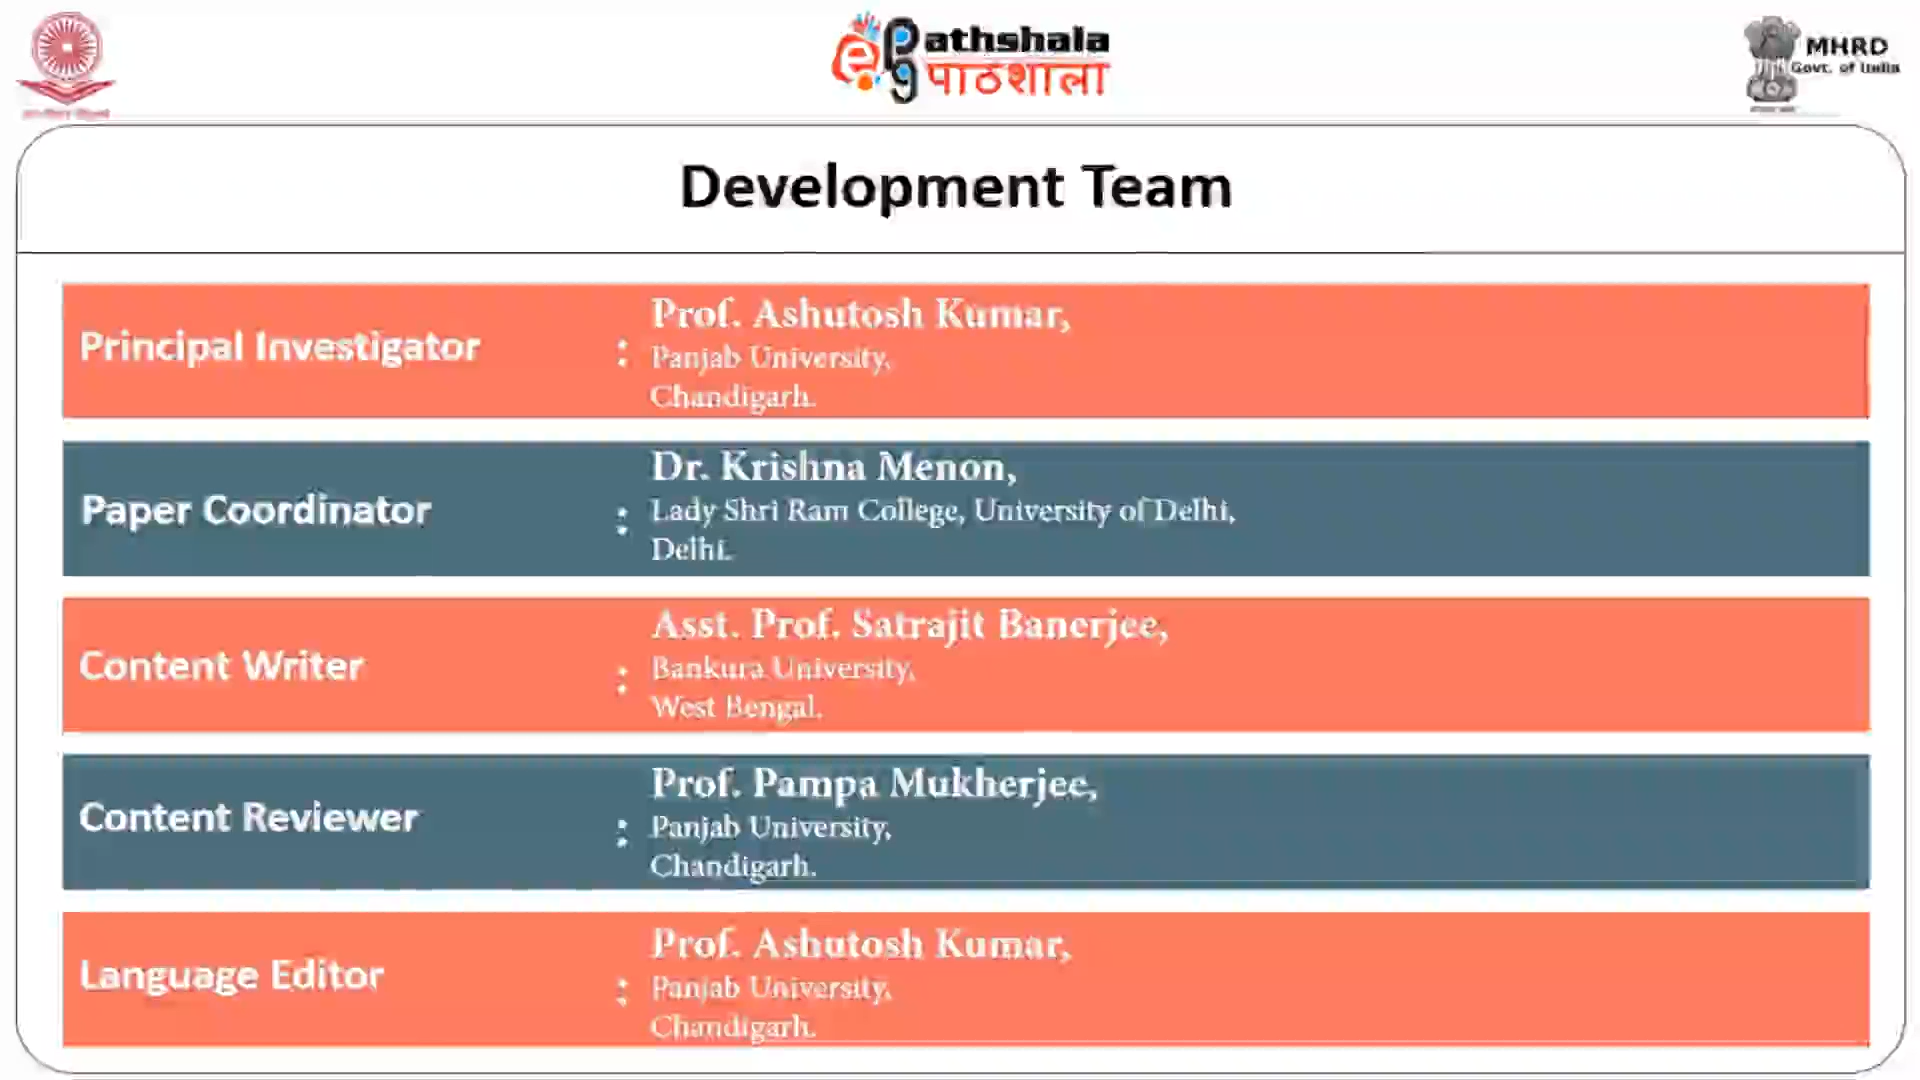 e PG athshala
पाठशाला
MHRD
Govt. of India
Development Team
Principal Investigator : Prof. Ashutosh Kumar,
Panjab University,
Chandigarh.
Paper Coordinator : Dr. Krishna Menon,
Lady Shri Ram College, University of Delhi,
Delhi.
Content Writer : Asst. Prof. Satrajit Banerjee,
Bankura University,
West Bengal.
Content Reviewer : Prof. Pampa Mukherjee,
Panjab University,
Chandigarh.
Language Editor : Prof. Ashutosh Kumar,
Panjab University,
Chandigarh.